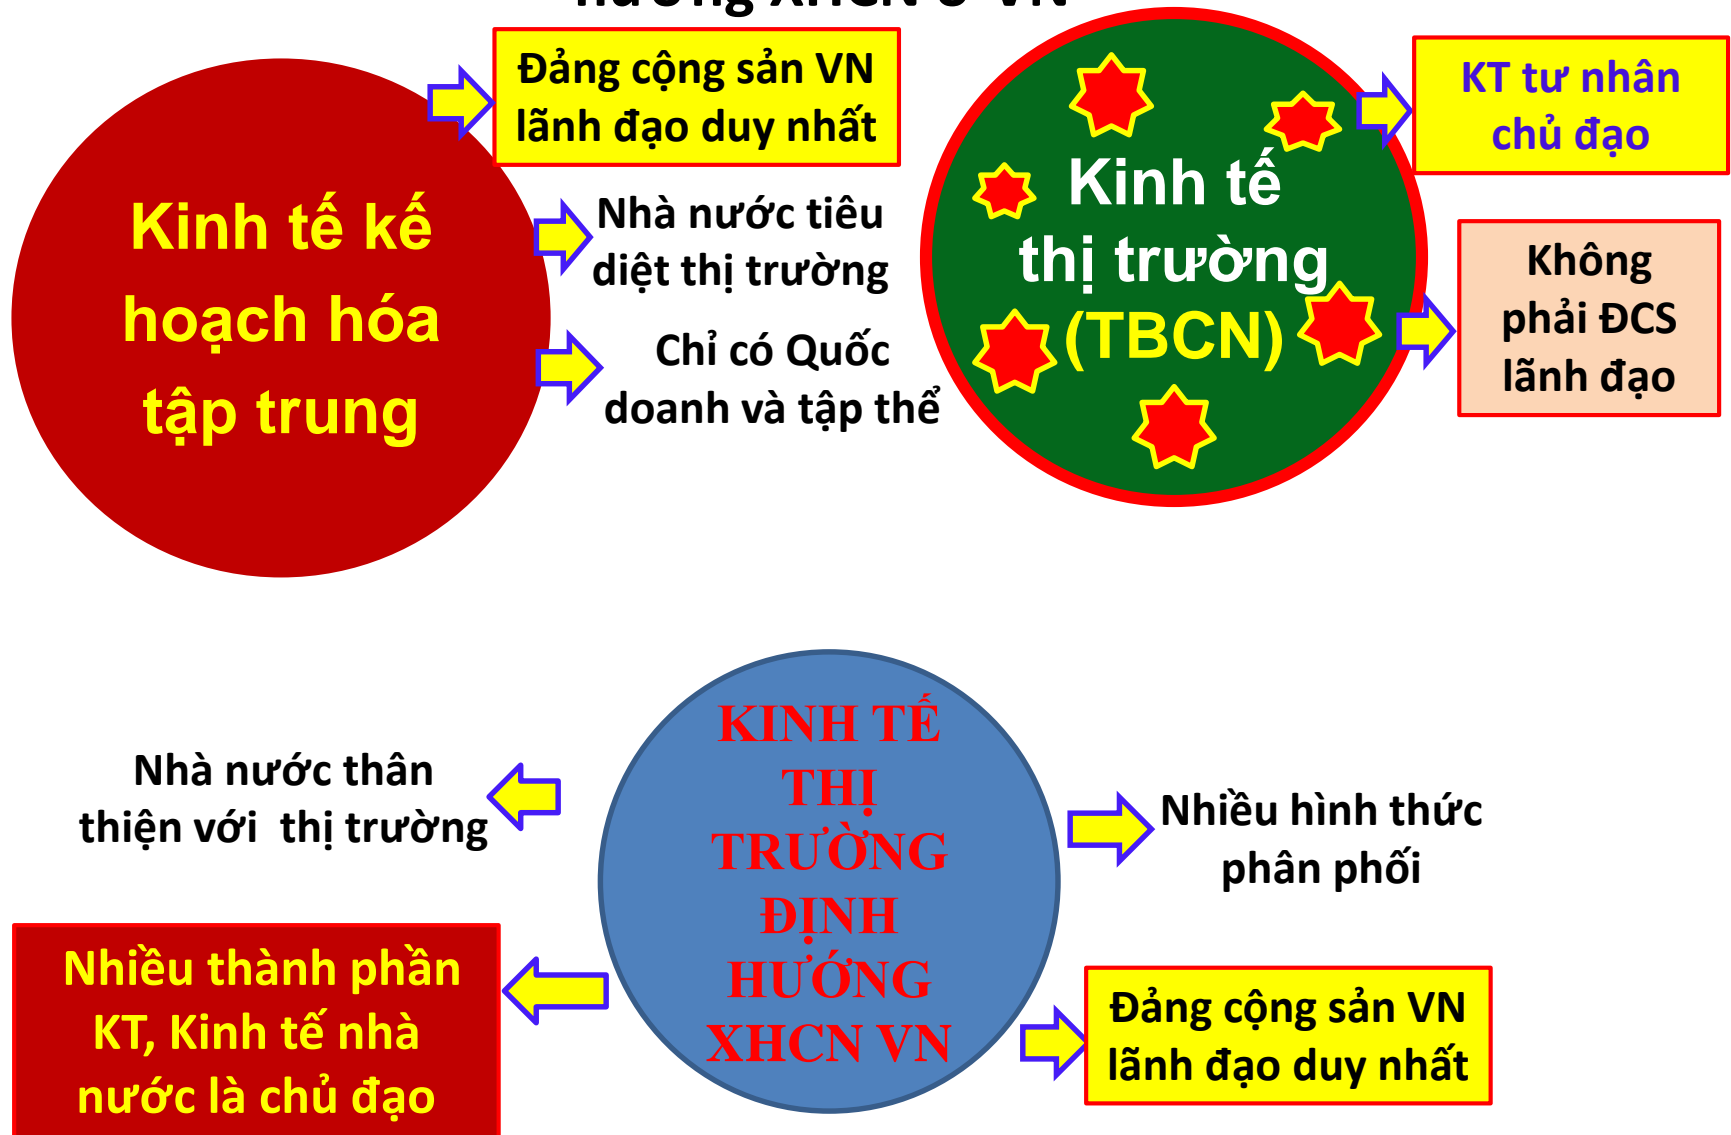 hướng XHCN ở VN
Đảng cộng sản VN
lãnh đạo duy nhất
Kinh tế kế
hoạch hóa
tập trung
Nhà nước tiêu
diệt thị trường
Chỉ có Quốc
doanh và tập thể
Kinh tế
thị trường
(TBCN)
KT tư nhân
chủ đạo
Không
phải ĐCS
lãnh đạo
KINH TẾ
THỊ
TRƯỜNG
ĐỊNH
HƯỚNG
XHCN VN
Nhà nước thân
thiện với  thị trường
Nhiều thành phần
KT, Kinh tế nhà
nước là chủ đạo
Nhiều hình thức
phân phối
Đảng cộng sản VN
lãnh đạo duy nhất